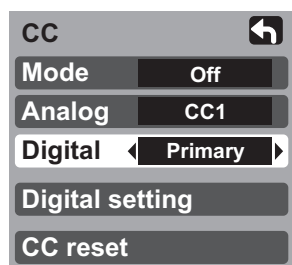 CC
Mode Off
Analog CC1
Digital Primary
Digital setting
CC reset